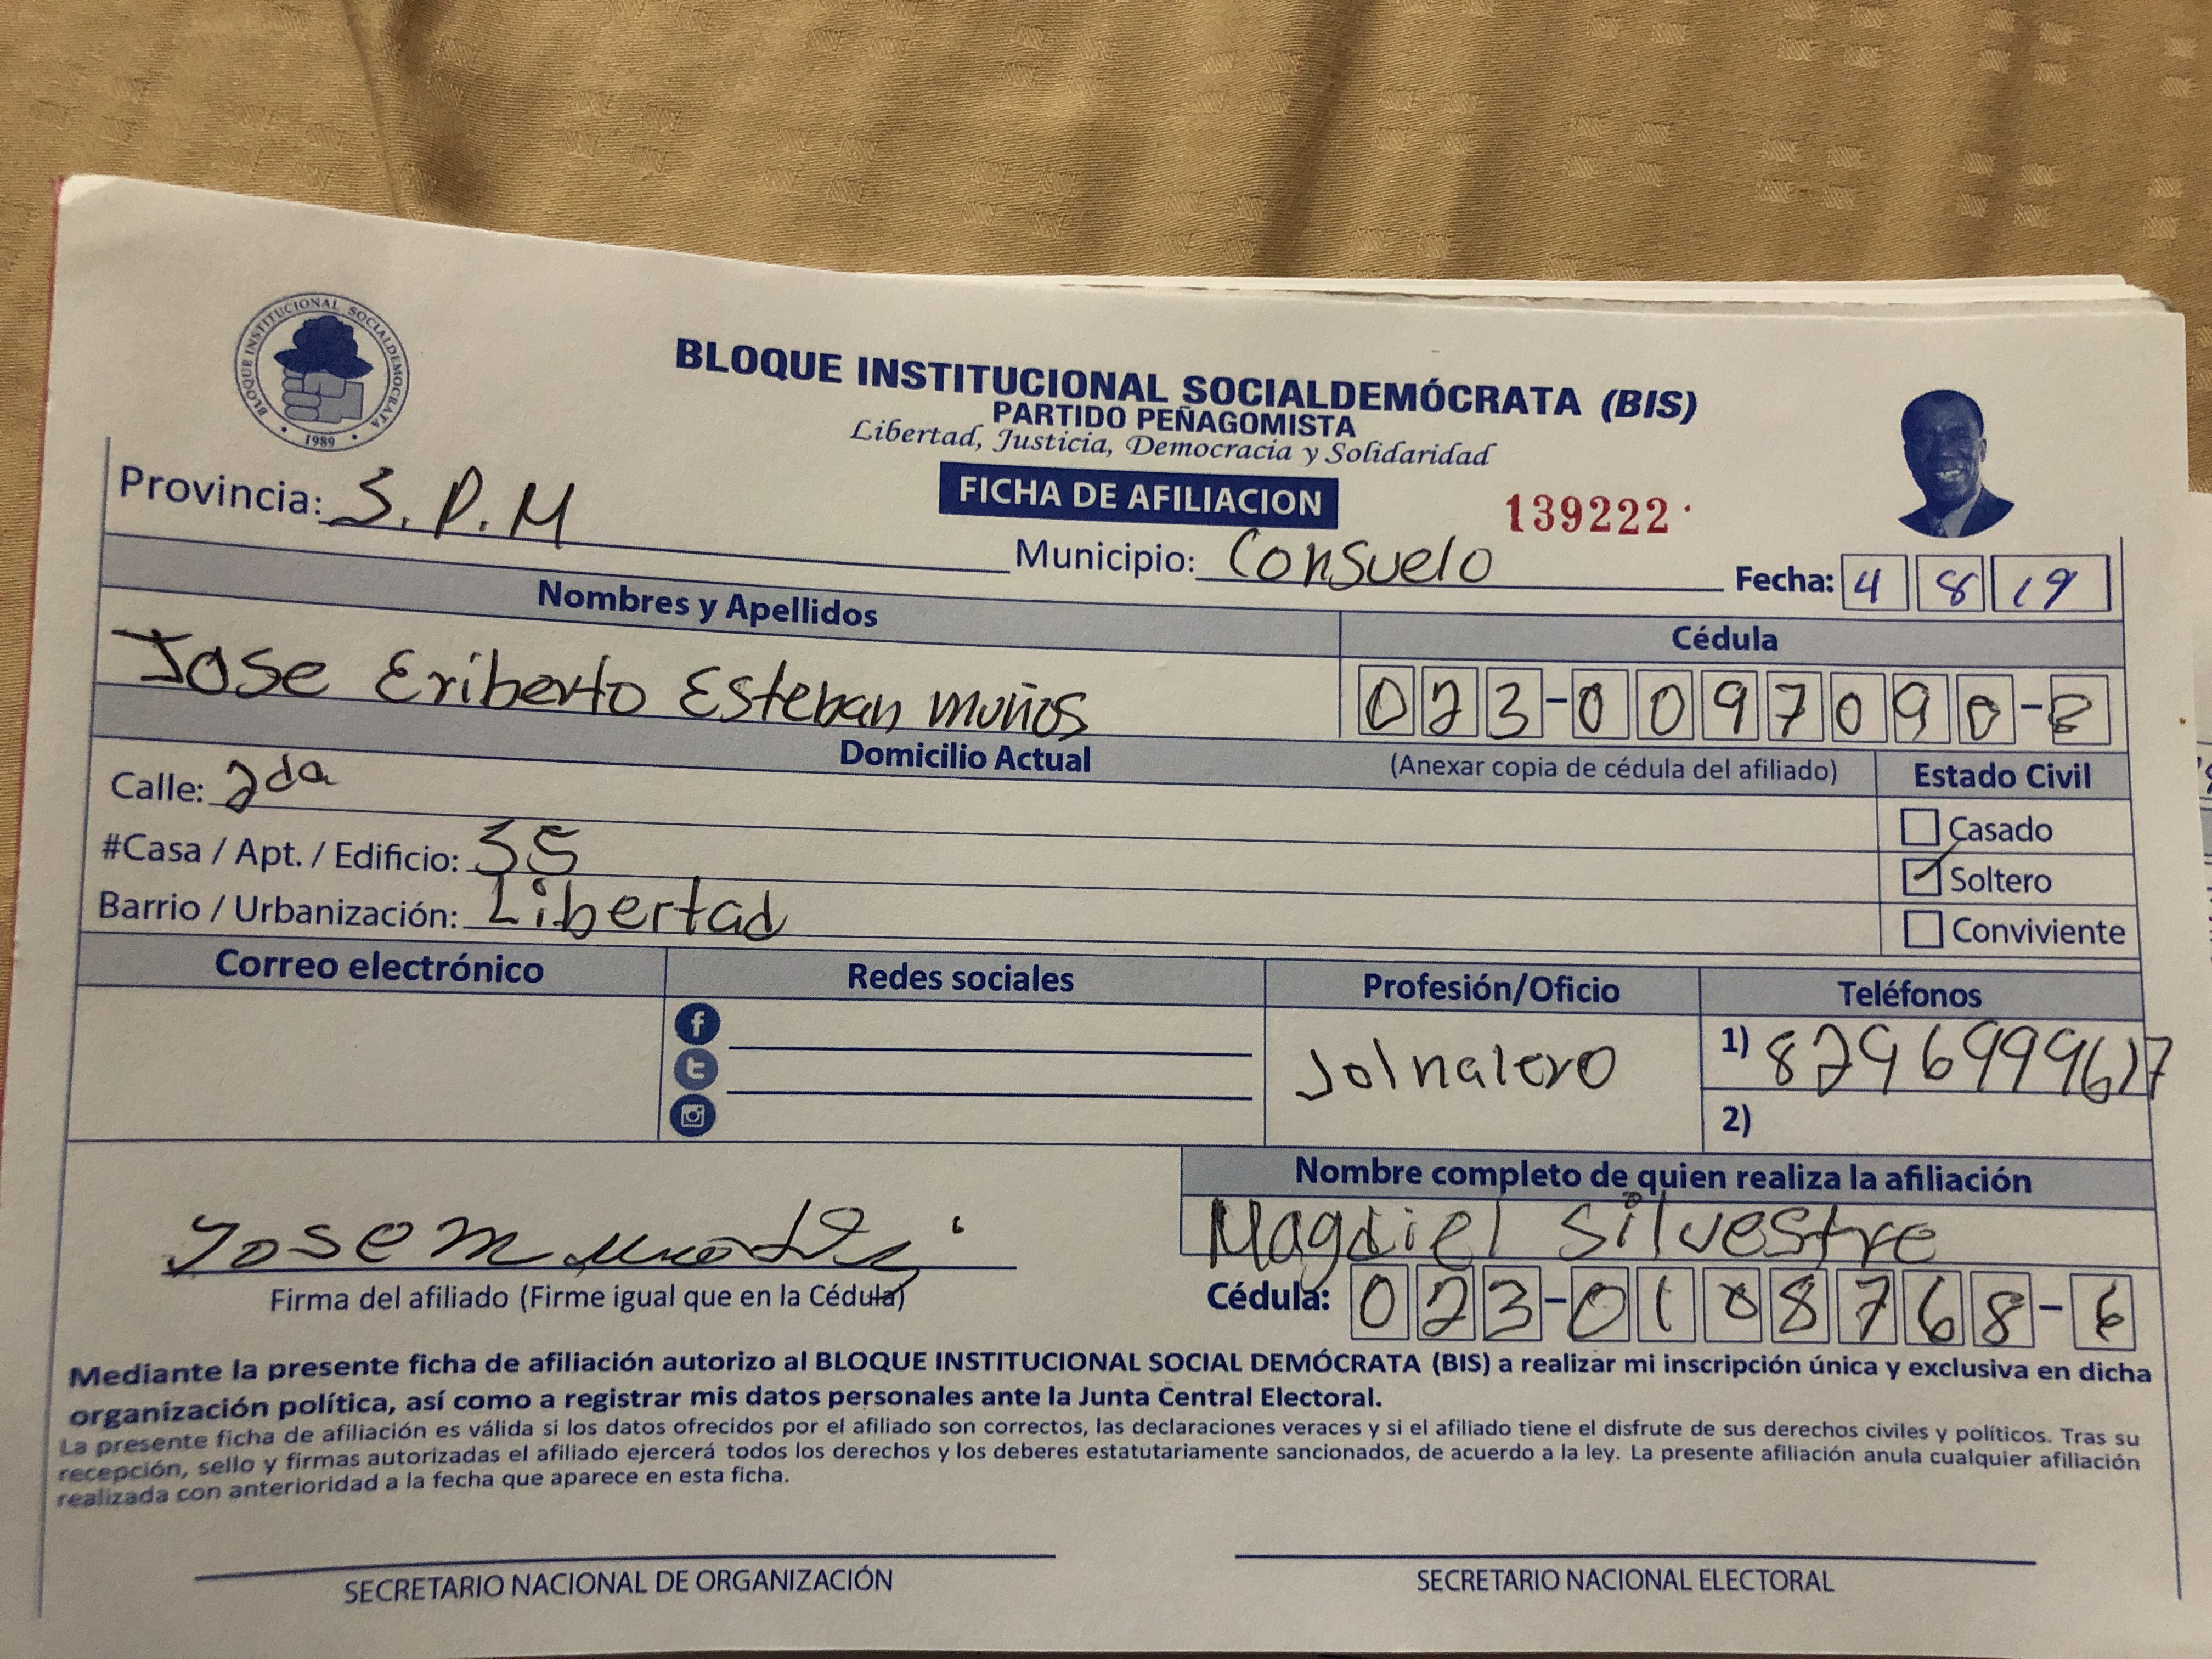 BLOQUE INSTITUCIONAL SOCIALDEMOCRATA
1989
BLOQUE INSTITUCIONAL SOCIALDEMÓCRATA (BIS)
PARTIDO PEÑAGOMISTA
Libertad, Justicia, Democracia y Solidaridad
FICHA DE AFILIACION 139222
Provincia: S.P.M Municipio: Consuelo Fecha: 4 8 19
Nombres y Apellidos Cédula
Jose Eriberto Esteban muños 023-0097090-8
Domicilio Actual (Anexar copia de cédula del afiliado) Estado Civil
Calle: 2da
Casado
#Casa / Apt. / Edificio: 35
Soltero
Barrio / Urbanización: Libertad
Conviviente
Correo electrónico Redes sociales Profesión/Oficio Teléfonos
Jolnalero 1) 8296999617
2)
Nombre completo de quien realiza la afiliación
Jose Magdiel Silvestre
Firma del afiliado (Firme igual que en la Cédula) Cédula: 023-0188768-6
Mediante la presente ficha de afiliación autorizo al BLOQUE INSTITUCIONAL SOCIAL DEMÓCRATA (BIS) a realizar mi inscripción única y exclusiva en dicha
organización política, así como a registrar mis datos personales ante la Junta Central Electoral.
La presente ficha de afiliación es válida si los datos ofrecidos por el afiliado son correctos, las declaraciones veraces y si el afiliado tiene el disfrute de sus derechos civiles y políticos. Tras su
recepción, sello y firmas autorizadas el afiliado ejercerá todos los derechos y los deberes estatutariamente sancionados, de acuerdo a la ley. La presente afiliación anula cualquier afiliación
realizada con anterioridad a la fecha que aparece en esta ficha.
SECRETARIO NACIONAL DE ORGANIZACIÓN SECRETARIO NACIONAL ELECTORAL